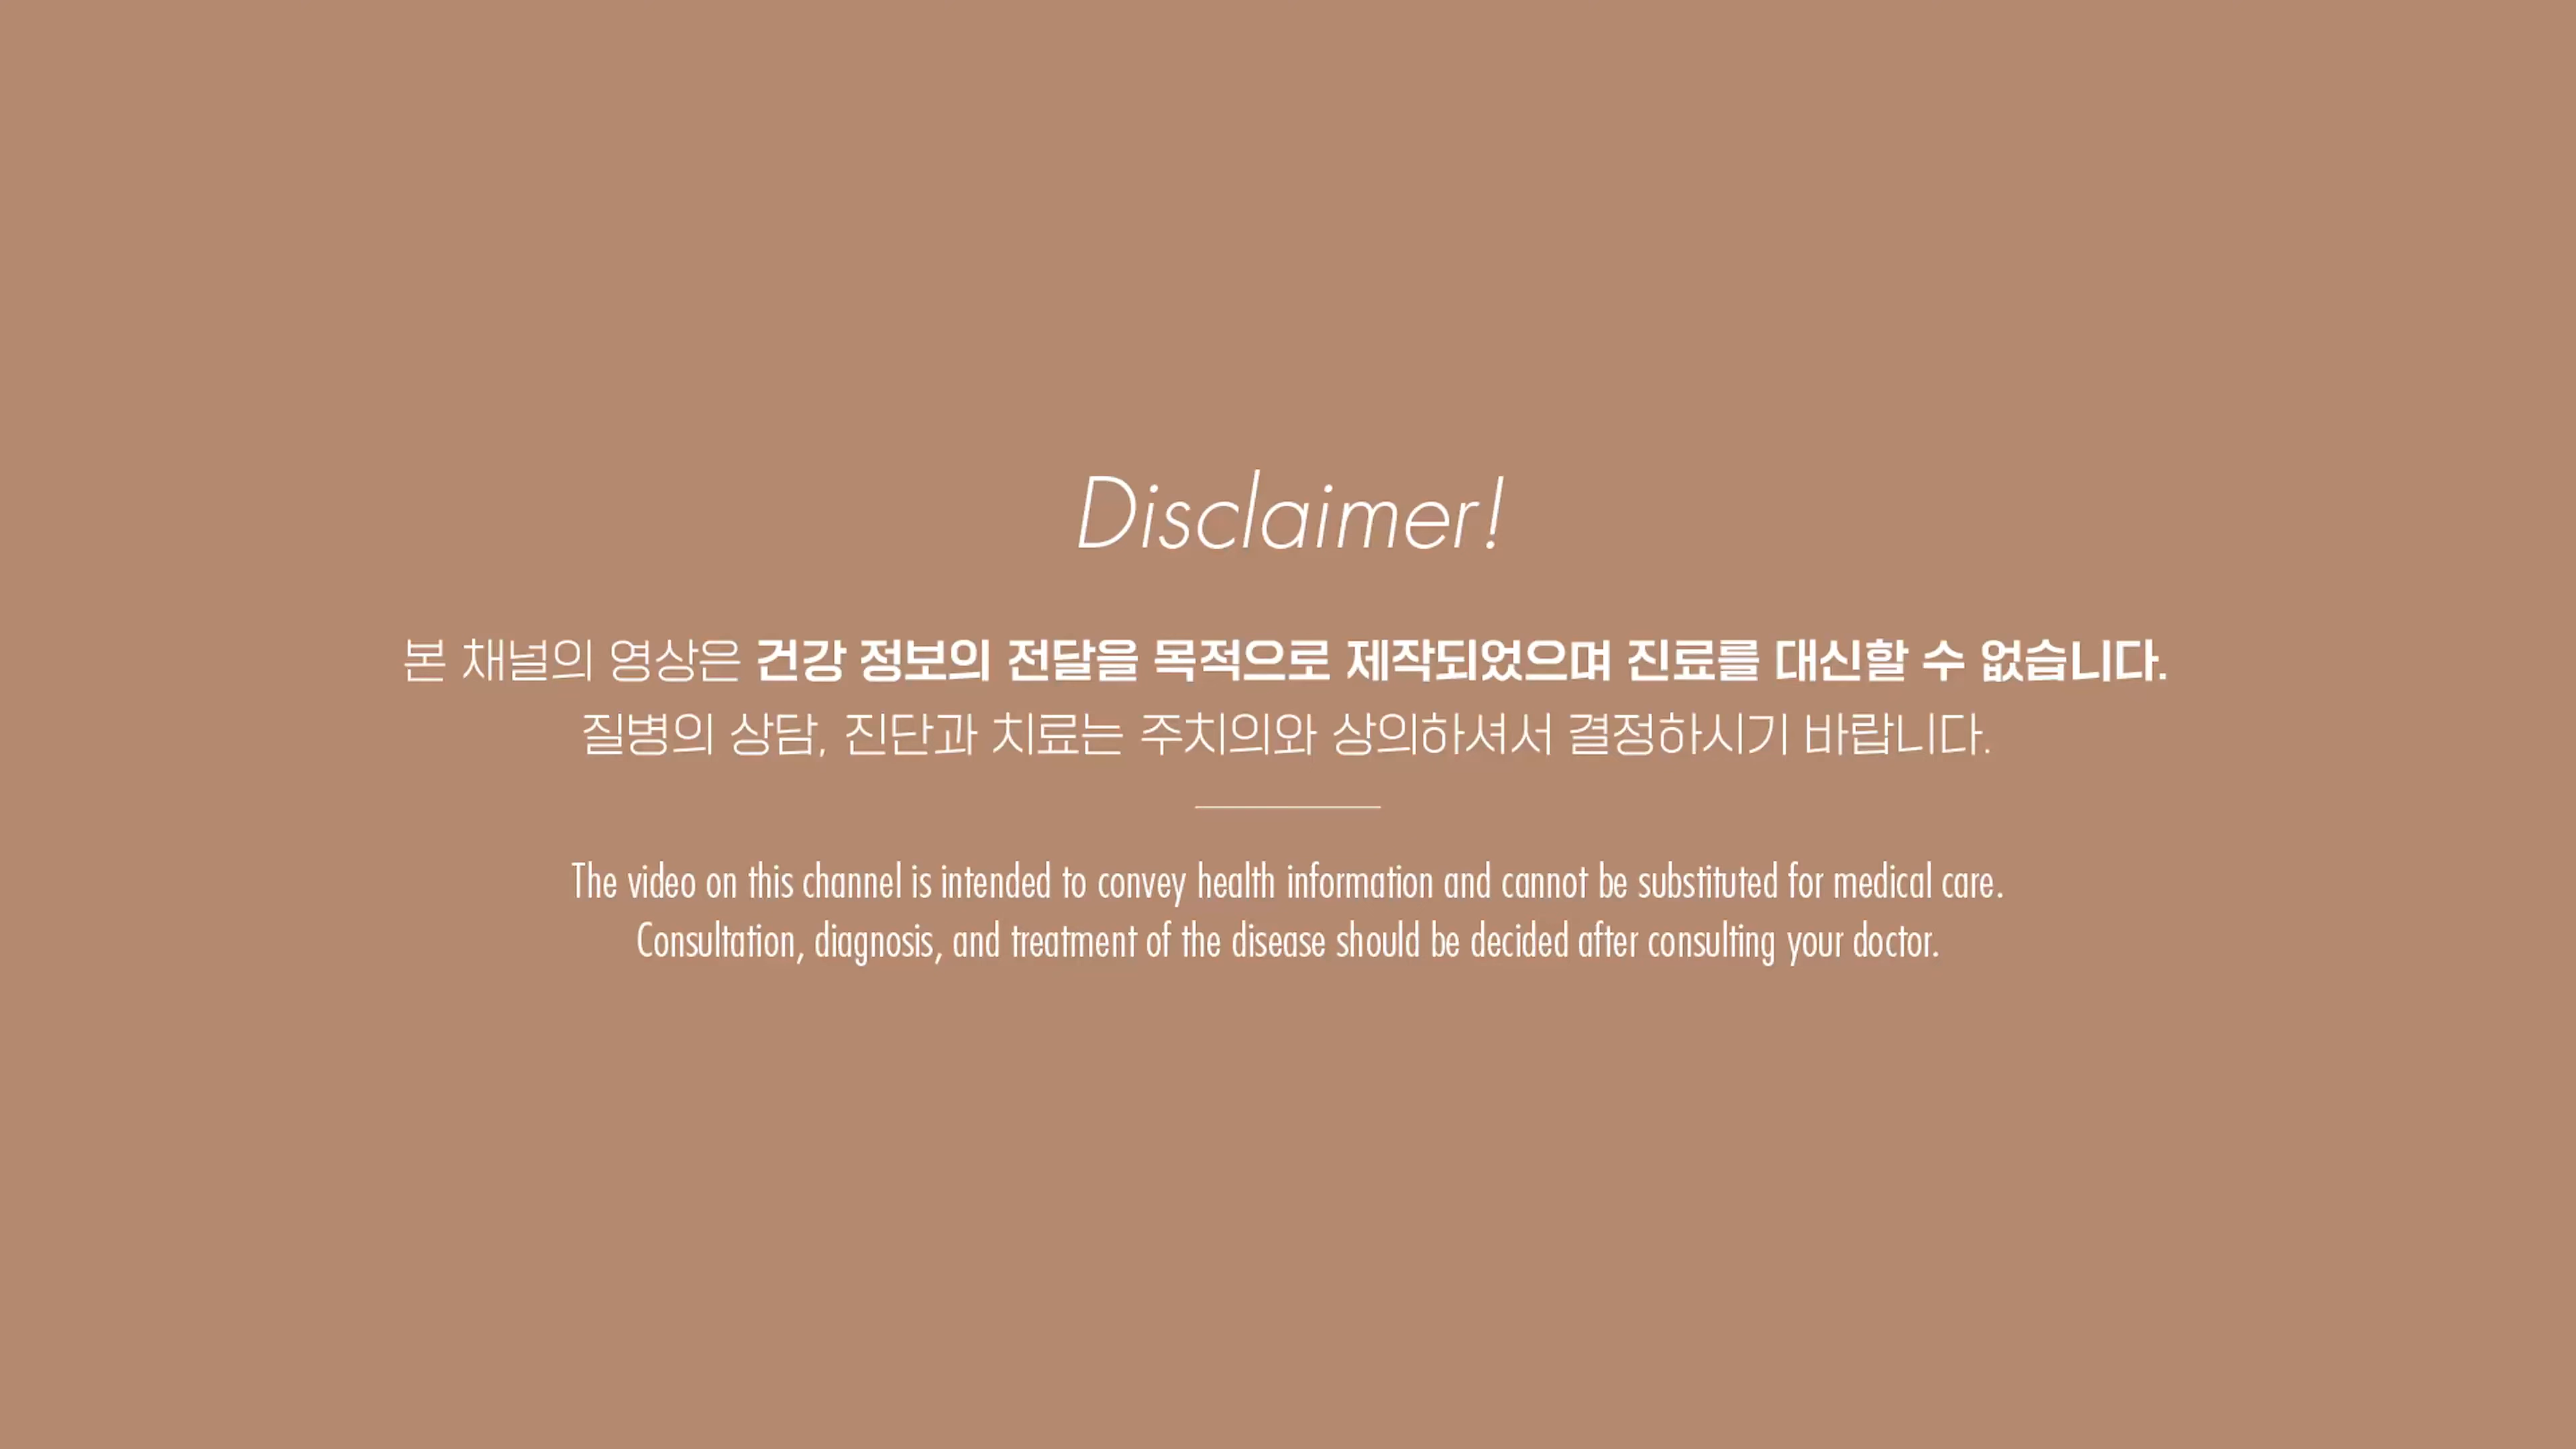 Disclaimer!
본 채널의 영상은 건강 정보의 전달을 목적으로 제작되었으며 진료를 대신할 수 없습니다.
질병의 상담, 진단과 치료는 주치의와 상의하셔서 결정하시기 바랍니다.
The video on this channel is intended to convey health information and cannot be substituted for medical care.
Consultation, diagnosis, and treatment of the disease should be decided after consulting your doctor.